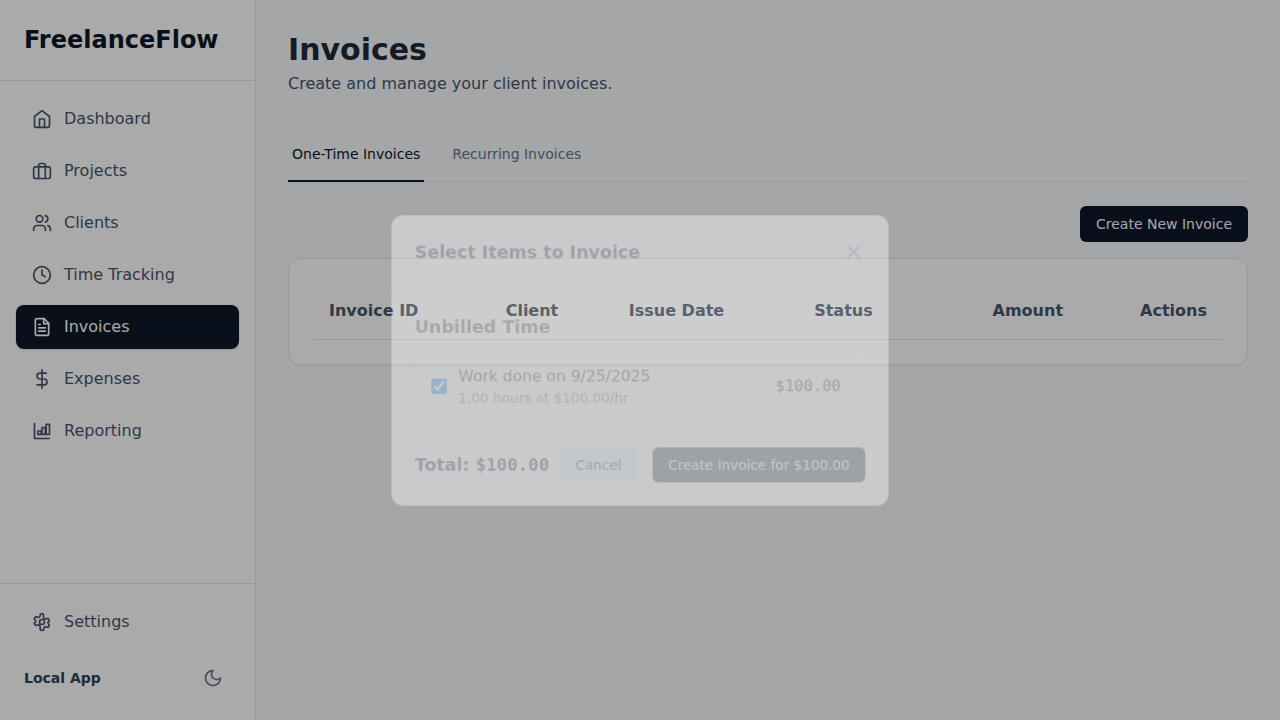 FreelanceFlow
Dashboard
Projects
Clients
Time Tracking
Invoices
Expenses
Reporting
Settings
Local App
Invoices
Create and manage your client invoices.
One-Time Invoices Recurring Invoices
Create New Invoice
Select Items to Invoice
Invoice ID Client Issue Date Status Amount Actions
Unbilled Time
Work done on 9/25/2025 $100.00
1.00 hours at $100.00/hr
Total: $100.00 Cancel Create Invoice for $100.00